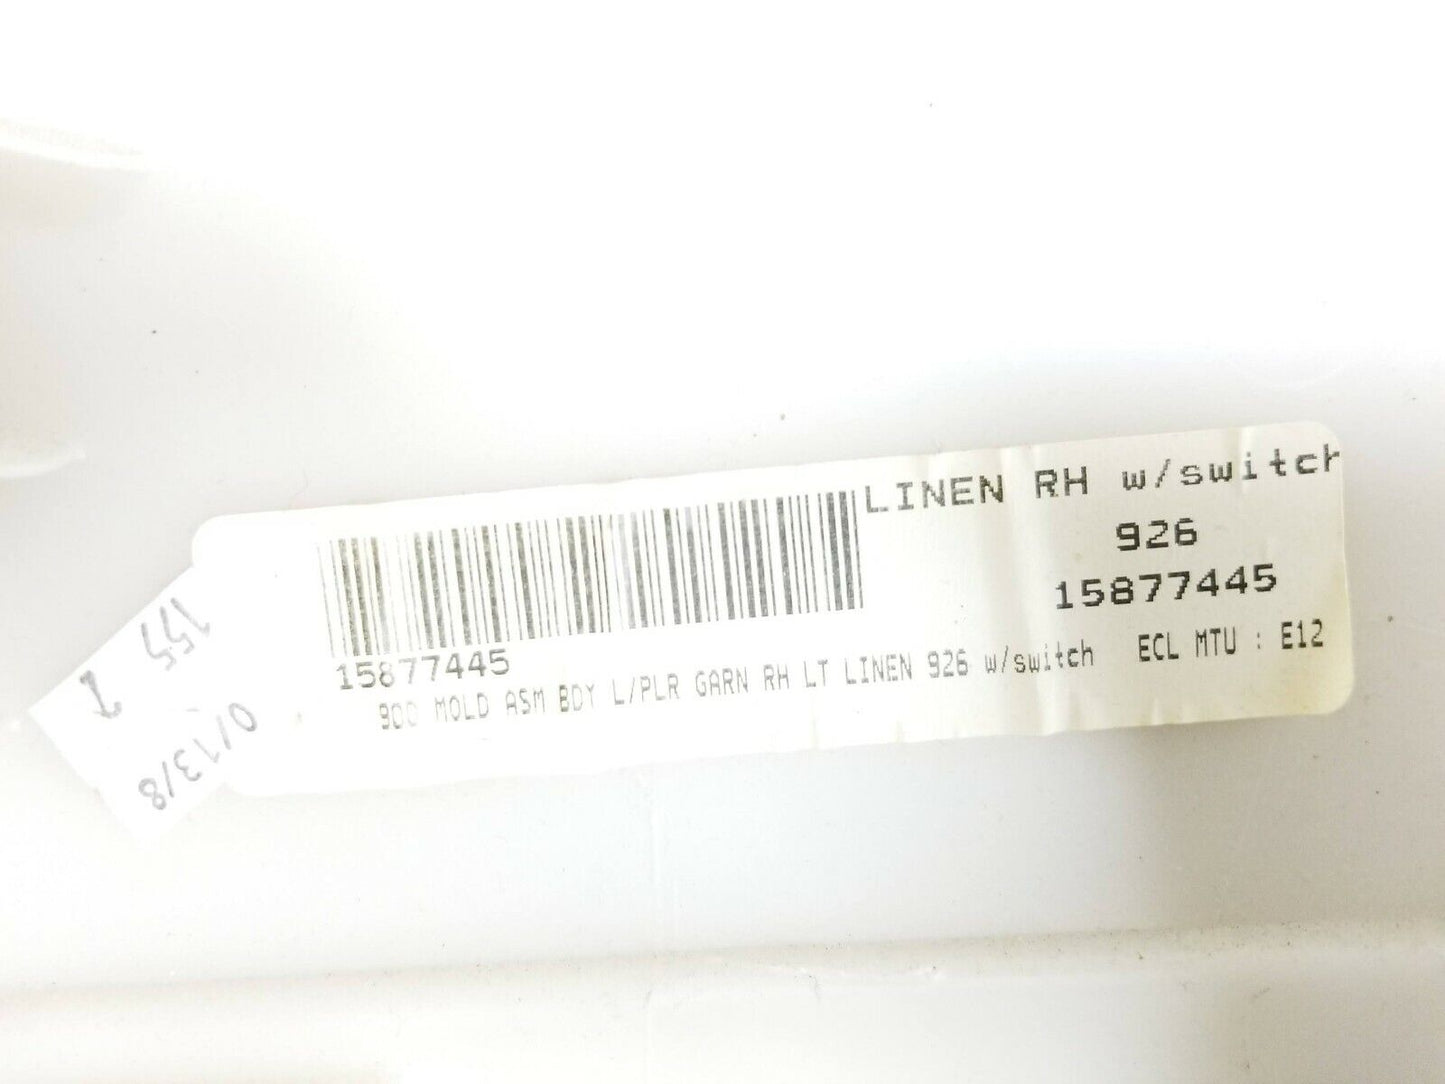 LINEN RH w/switch
926
15877445
15877445
900 MOLD ASM BDY L/PLR GARN RH LT LINEN 926 w/switch ECL MTU : E12
155 ↑
0/13/8